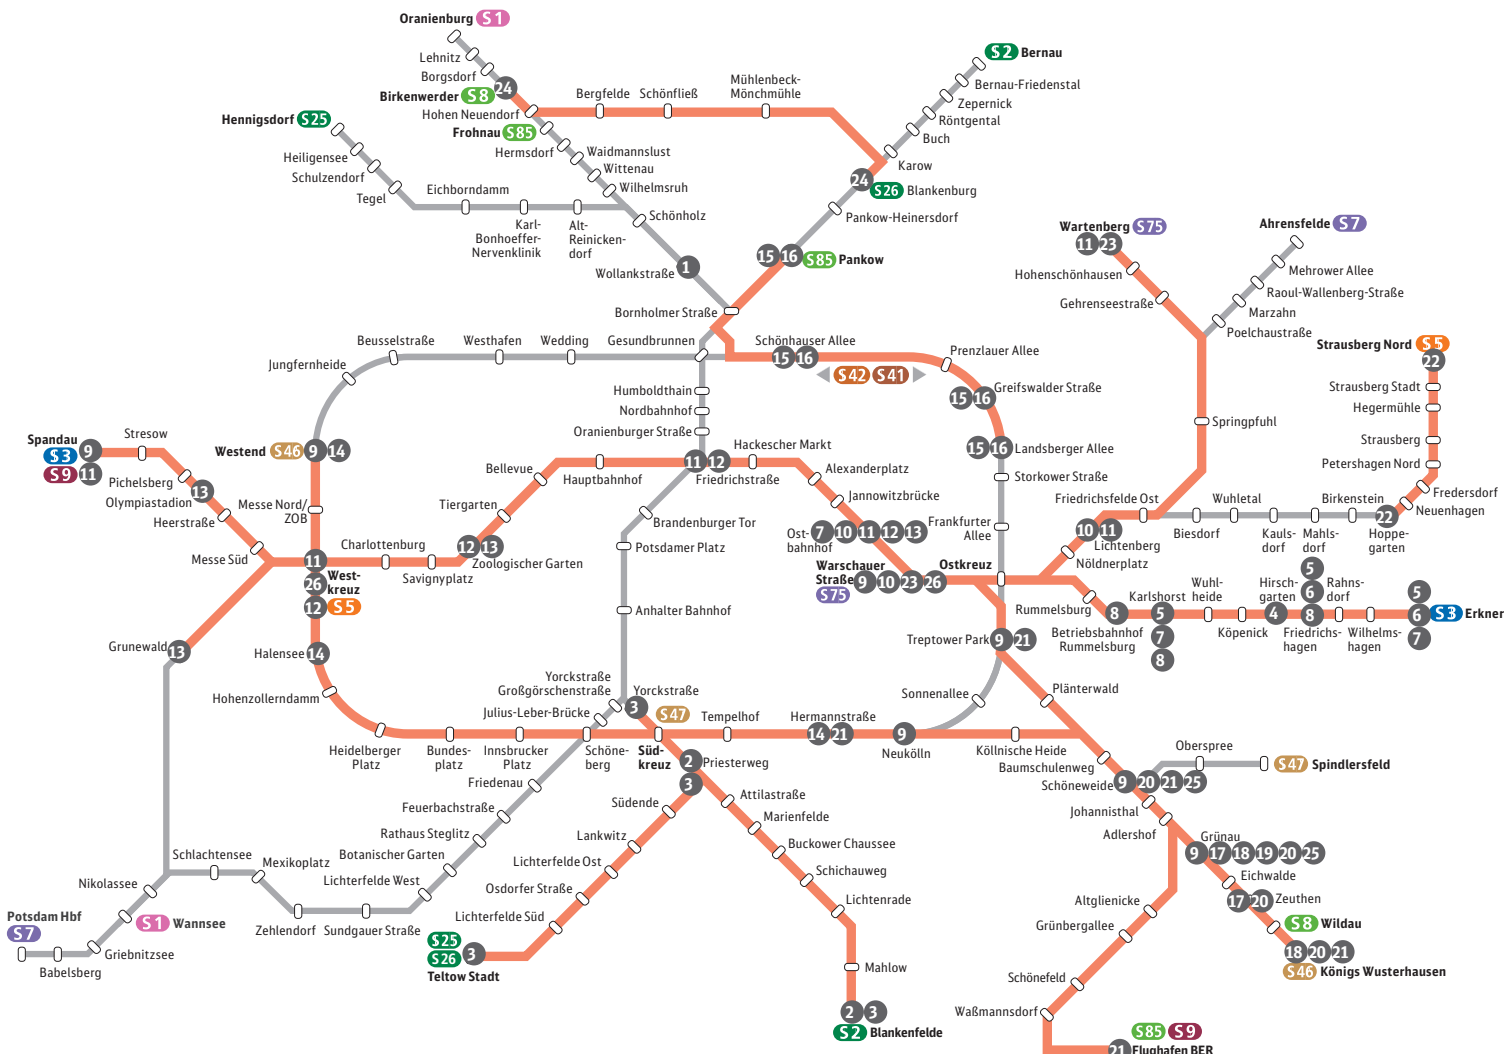 Oranienburg S1
Lehnitz
Borgsdorf
24
Birkenwerder S8
Hohen Neuendorf
Frohnau S85
Hermsdorf
Waidmannslust
Wittenau
Wilhelmsruh
Schönholz
Wollankstraße 1
Bornholmer Straße
Bergfelde
Schönfließ
Mühlenbeck-
Mönchmühle
S2 Bernau
Bernau-Friedenstal
Zepernick
Röntgental
Buch
Karow
24
S26 Blankenburg
Pankow-Heinersdorf
15 16 S85 Pankow
Hennigsdorf S25
Heiligensee
Schulzendorf
Tegel
Eichborndamm
Karl-
Bonhoeffer-
Nervenklinik
Alt-
Reinicken-
dorf
Wartenberg S75
11 23
Hohenschönhausen
Gehrenseestraße
Ahrensfelde S7
Mehrower Allee
Raoul-Wallenberg-Straße
Marzahn
Poelchaustraße
Springpfuhl
Strausberg Nord S5
22
Strausberg Stadt
Hegermühle
Strausberg
Petershagen Nord
Fredersdorf
Neuenhagen
Jungfernheide
Beusselstraße
Westhafen
Wedding
Gesundbrunnen
Schönhauser Allee
15 16
S42 S41
Prenzlauer Allee
Greifswalder Straße
15 16
15 16 Landsberger Allee
Storkower Straße
Frankfurter
Allee
Humboldthain
Nordbahnhof
Oranienburger Straße
Spandau 9
S3
S9 11
Stresow
Pichelsberg
Olympiastadion
13
Heerstraße
Messe Süd
Westend S46 9 14
Messe Nord/
ZOB
11
26 West-
kreuz
12 S5
Charlottenburg
Savignyplatz
12 13
Zoologischer Garten
Tiergarten
Bellevue
Hauptbahnhof
11 12
Friedrichstraße
Hackescher Markt
Alexanderplatz
Jannowitzbrücke
Ost-
bahnhof
7 10 11 12 13
Warschauer
Straße
S75
9 10 23 26
Ostkreuz
Brandenburger Tor
Potsdamer Platz
Anhalter Bahnhof
Friedrichsfelde Ost
10 11
Lichtenberg
Nöldnerplatz
Wuhletal
Biesdorf
Kauls-
dorf
Mahls-
dorf
Birkenstein
22
Hoppe-
garten
Rummelsburg
8
Betriebsbahnhof
Rummelsburg
Karlshorst
5
7
8
Wuhl-
heide
Köpenick
Hirsch-
garten
4
5
6
8
Friedrichs-
hagen
Rahns-
dorf
Wilhelms-
hagen
5
6
7
S3 Erkner
Grunewald 13
Halensee 14
Hohenzollerndamm
Heidelberger
Platz
Bundes-
platz
Innsbrucker
Platz
Schöne-
berg
Yorckstraße
Großgörschenstraße
Julius-Leber-Brücke
Yorckstraße
3
S47
Süd-
kreuz
Tempelhof
Hermannstraße
14 21
9
Neukölln
Treptower Park 9 21
Sonnenallee
Plänterwald
Köllnische Heide
Baumschulenweg
Schöneweide 9 20 21 25
Oberspree
S47 Spindlersfeld
Johannisthal
Adlershof
Grünau
9 17 18 19 20 25
Eichwalde
17 20 Zeuthen
S8 Wildau
18 20 21
S46 Königs Wusterhausen
Altglienicke
Grünbergallee
Schönefeld
Waßmannsdorf
S85 S9
21 Flughafen BER
2 Priesterweg
3
Attilastraße
Marienfelde
Buckower Chaussee
Schichauweg
Lichtenrade
Mahlow
2 3
S2 Blankenfelde
Südende
Lankwitz
Lichterfelde Ost
Osdorfer Straße
Lichterfelde Süd
S25
S26 3
Teltow Stadt
Friedenau
Feuerbachstraße
Rathaus Steglitz
Botanischer Garten
Lichterfelde West
Sundgauer Straße
Zehlendorf
Mexikoplatz
Schlachtensee
Nikolassee
S1 Wannsee
Potsdam Hbf
S7
Babelsberg
Griebnitzsee